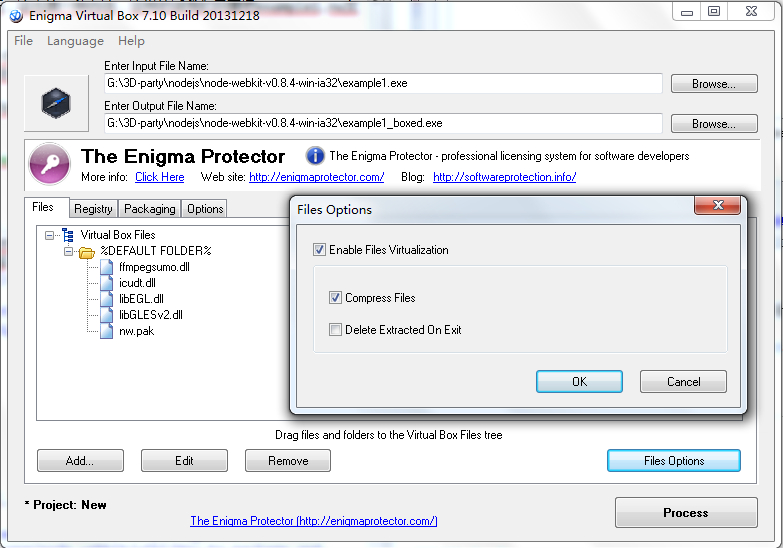 Enigma Virtual Box 7.10 Build 20131218
File Language Help
Enter Input File Name:
G:\3D-party\nodejs\node-webkit-v0.8.4-win-ia32\example1.exe
Browse...
Enter Output File Name:
G:\3D-party\nodejs\node-webkit-v0.8.4-win-ia32\example1_boxed.exe
Browse...
The Enigma Protector
The Enigma Protector - professional licensing system for software developers
More info: Click Here Web site: http://enigmaprotector.com/ Blog: http://softwareprotection.info/
Files Registry Packaging Options
Virtual Box Files
%DEFAULT FOLDER%
ffmpegsumo.dll
icudt.dll
libEGL.dll
libGLESv2.dll
nw.pak
Files Options
Enable Files Virtualization
Compress Files
Delete Extracted On Exit
OK Cancel
Drag files and folders to the Virtual Box Files tree
Add... Edit Remove Files Options
* Project: New
The Enigma Protector (http://enigmaprotector.com/)
Process